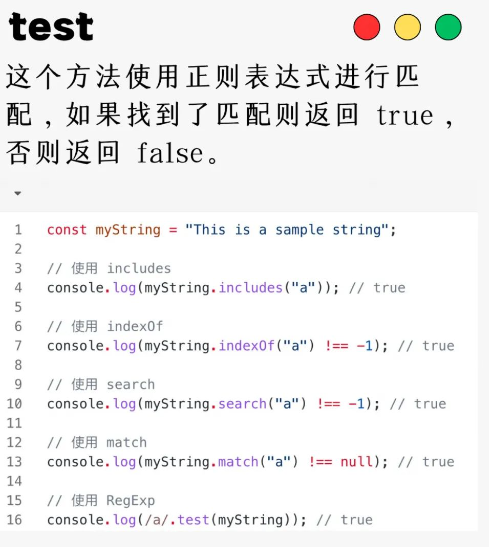 test
这个方法使用正则表达式进行匹
配，如果找到了匹配则返回 true，
否则返回 false。
1 const myString = "This is a sample string";
2
3 // 使用 includes
4 console.log(myString.includes("a")); // true
5
6 // 使用 indexOf
7 console.log(myString.indexOf("a") !== -1); // true
8
9 // 使用 search
10 console.log(myString.search("a") !== -1); // true
11
12 // 使用 match
13 console.log(myString.match("a") !== null); // true
14
15 // 使用 RegExp
16 console.log(/a/.test(myString)); // true